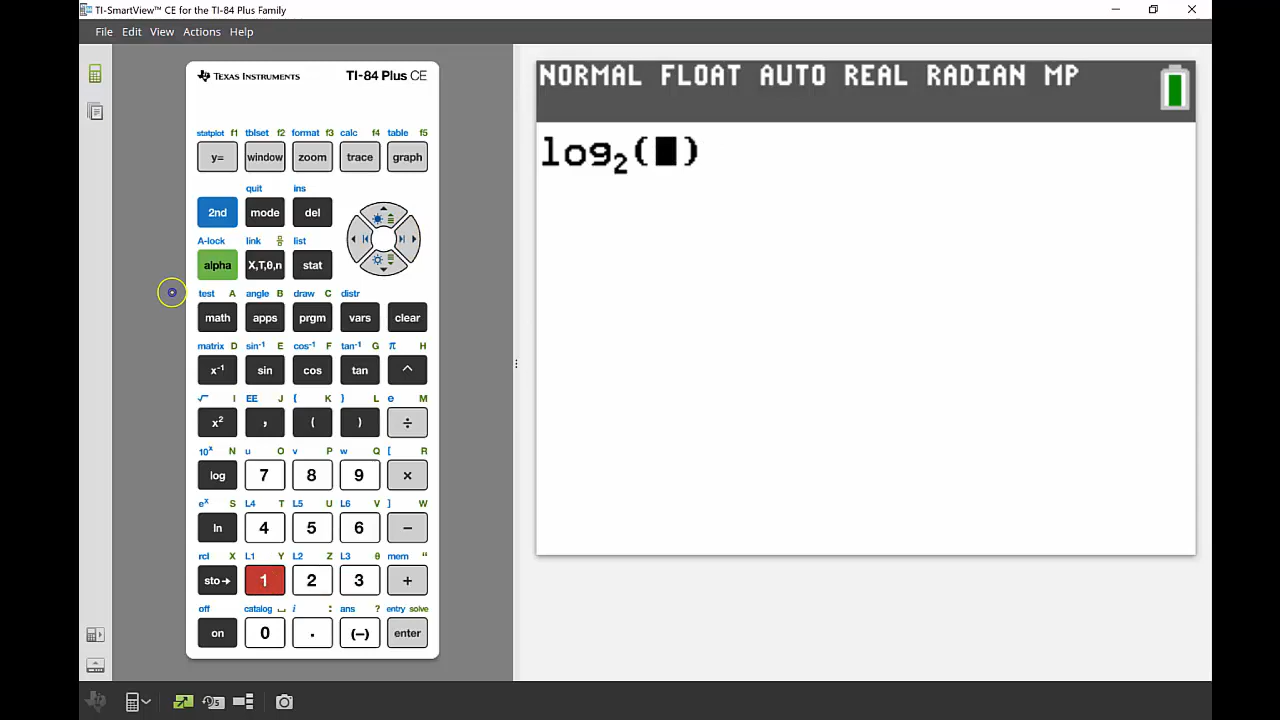 TI-SmartView™ CE for the TI-84 Plus Family
File Edit View Actions Help
TEXAS INSTRUMENTS TI-84 Plus CE
statplot f1 tblset f2 format f3 calc f4 table f5
y= window zoom trace graph
quit ins
2nd mode del
A-lock link list
alpha X,T,θ,n stat
test A angle B draw C distr
math apps prgm vars clear
matrix D sin⁻¹ E cos⁻¹ F tan⁻¹ G π H
x⁻¹ sin cos tan ^
√ I EE J { K } L e M
x² , ( ) ÷
10ˣ N u O v P w Q [ R
log 7 8 9 ×
eˣ S L4 T L5 U L6 V ] W
ln 4 5 6 −
rcl X L1 Y L2 Z L3 θ mem “
sto→ 1 2 3 +
off catalog ⎵ i : ans ? entry solve
on 0 . (−) enter
NORMAL FLOAT AUTO REAL RADIAN MP
log₂( )